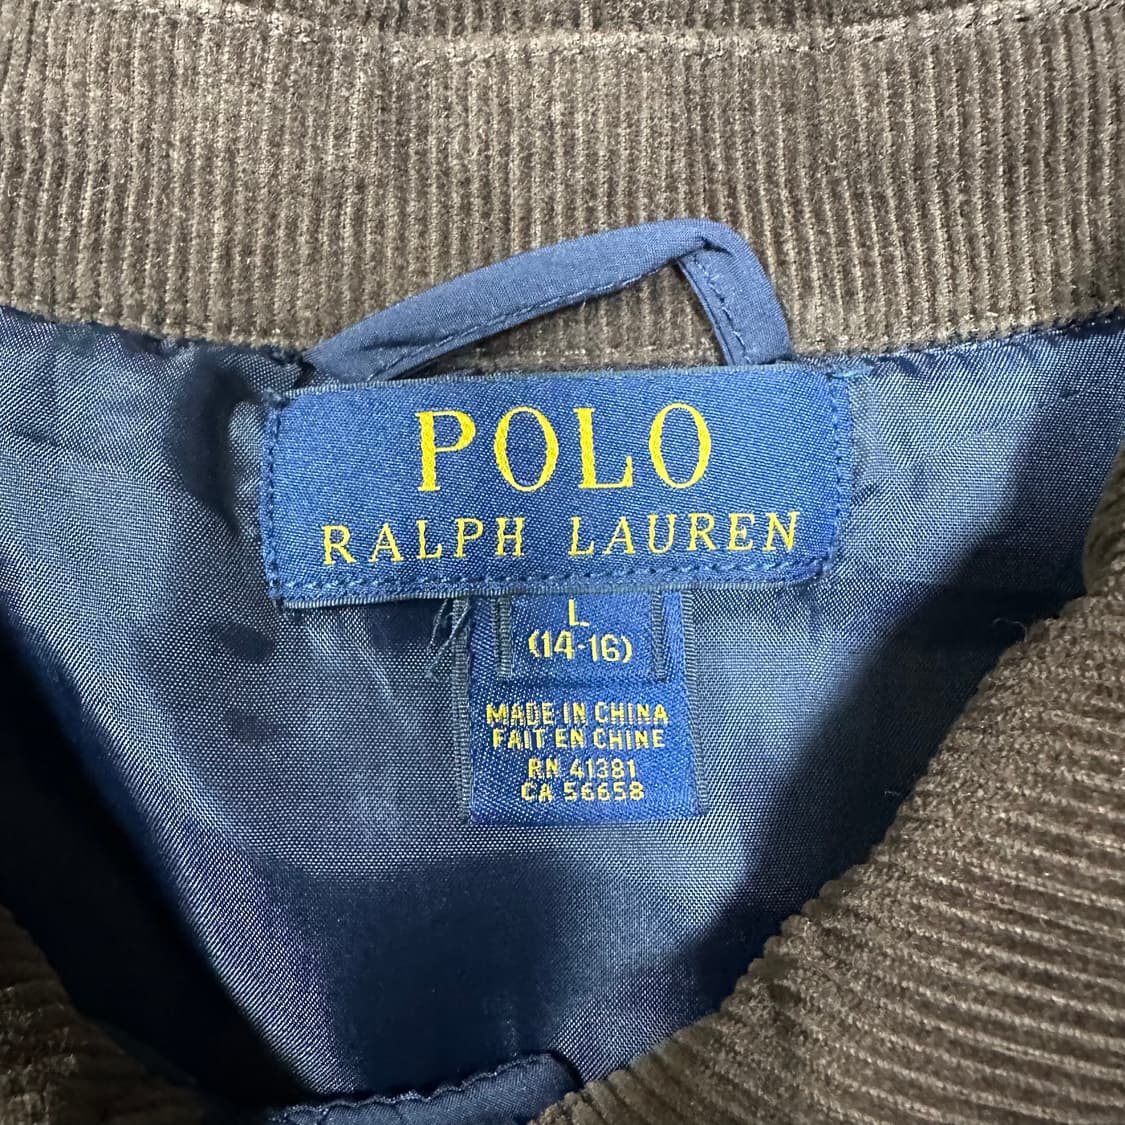 POLO
RALPH LAUREN
L
(14-16)
MADE IN CHINA
FAIT EN CHINE
RN 41381
CA 56658